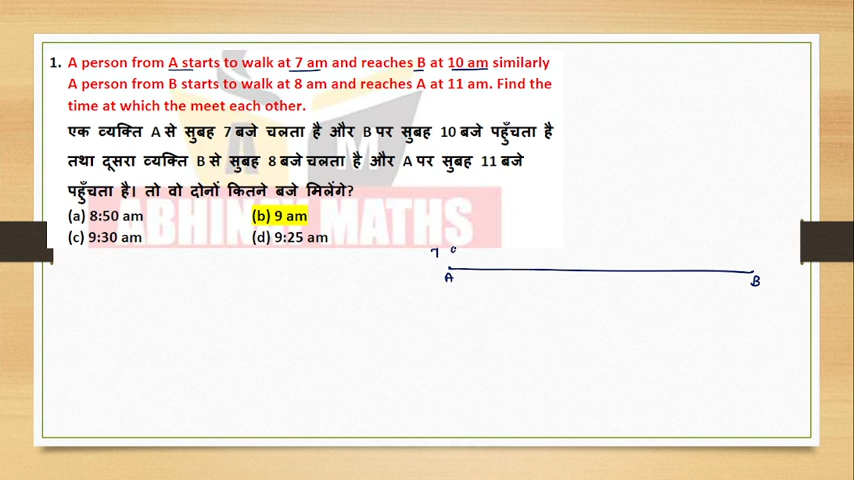 1. A person from A starts to walk at 7 am and reaches B at 10 am similarly
A person from B starts to walk at 8 am and reaches A at 11 am. Find the
time at which the meet each other.
एक व्यक्ति A से सुबह 7 बजे चलता है और B पर सुबह 10 बजे पहुँचता है
तथा दूसरा व्यक्ति B से सुबह 8 बजे चलता है और A पर सुबह 11 बजे
पहुँचता है। तो वो दोनों कितने बजे मिलेंगे?
(a) 8:50 am (b) 9 am
(c) 9:30 am (d) 9:25 am
A M
ABHINAY MATHS
7
A B